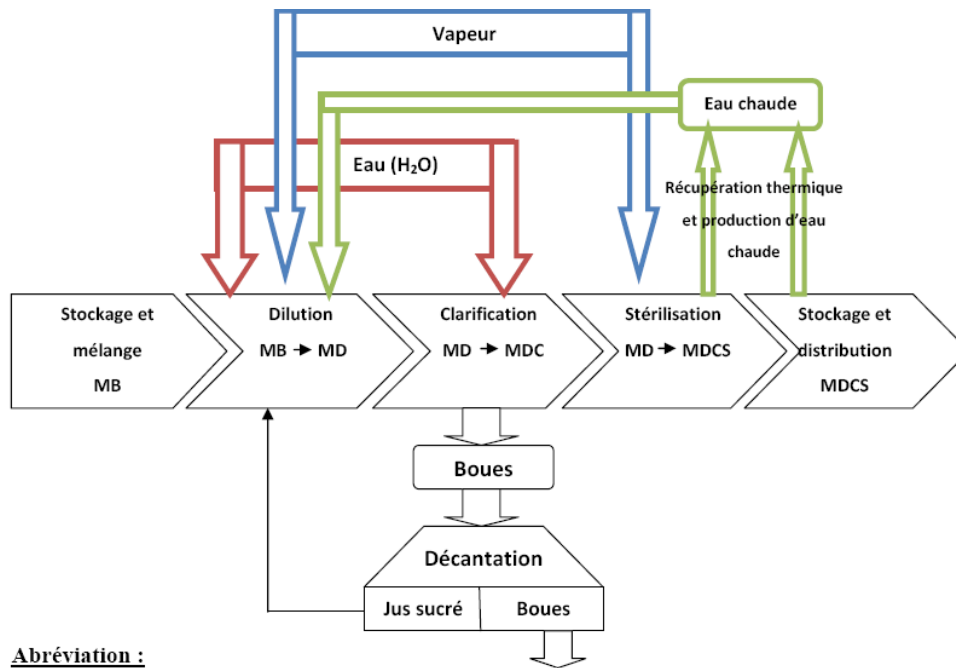 Vapeur
Eau chaude
Eau (H₂O)
Récupération thermique
et production d'eau
chaude
Stockage et
mélange
MB
Dilution
MB → MD
Clarification
MD → MDC
Stérilisation
MD → MDCS
Stockage et
distribution
MDCS
Boues
Décantation
Jus sucré
Boues
Abréviation :